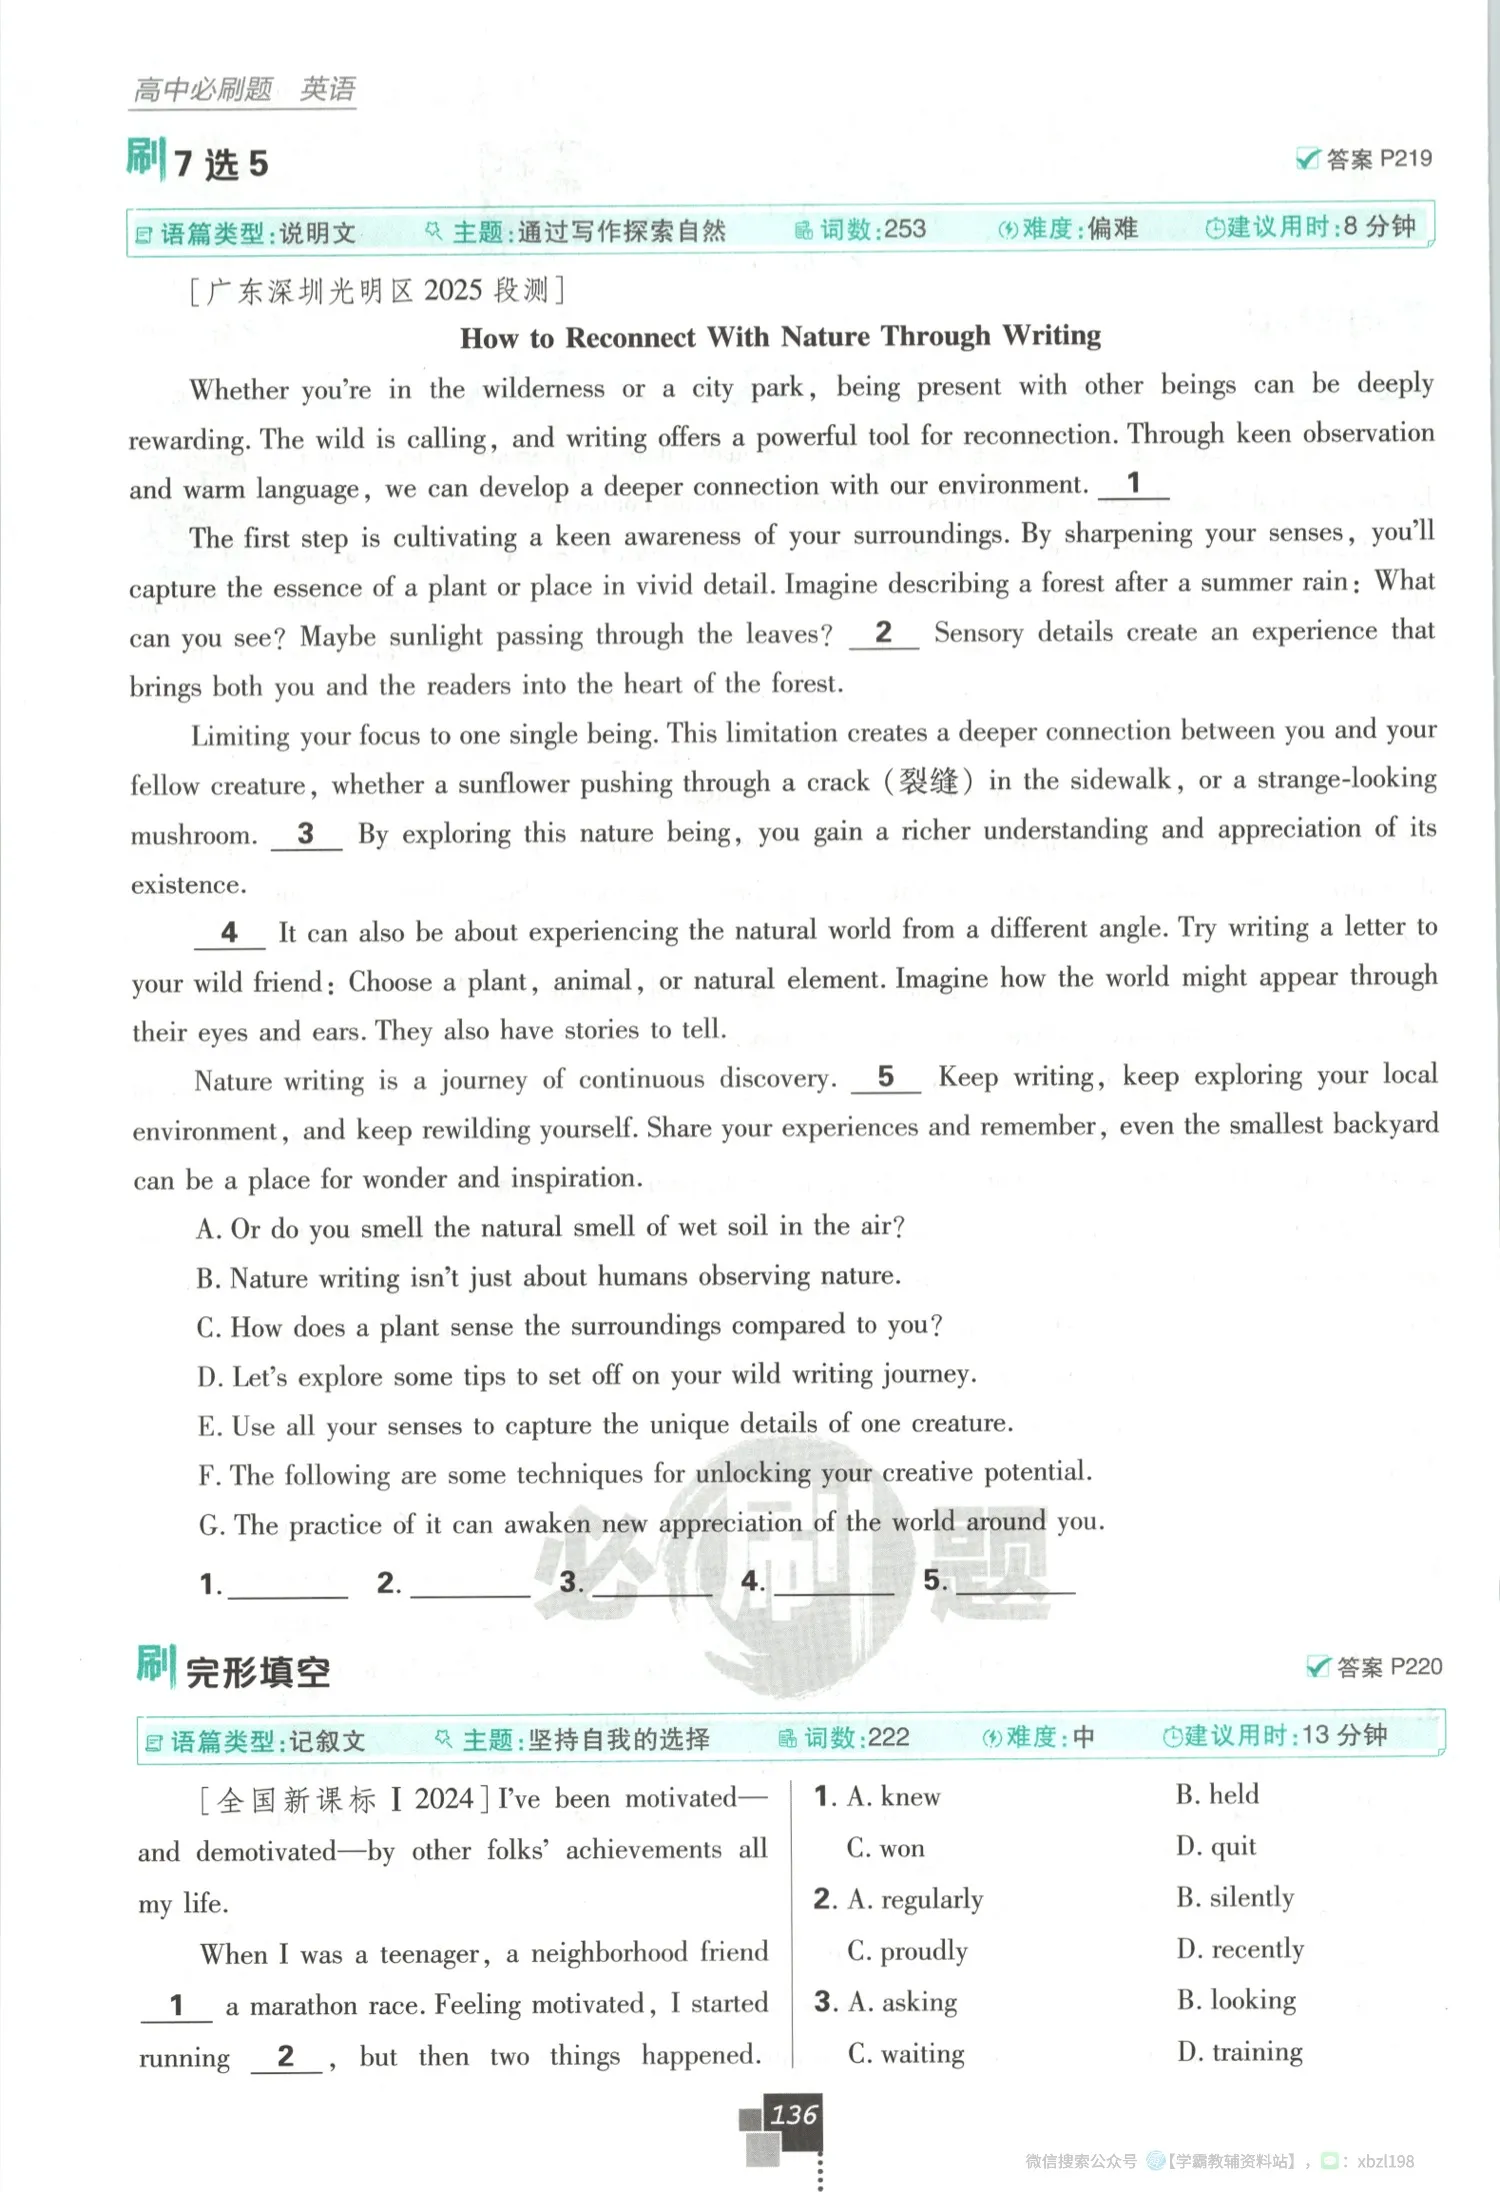 高中必刷题 英语
刷 7 选 5
答案 P219
语篇类型:说明文 主题:通过写作探索自然 词数:253 难度:偏难 建议用时:8 分钟
[广东深圳光明区 2025 段测]
How to Reconnect With Nature Through Writing
Whether you're in the wilderness or a city park, being present with other beings can be deeply
rewarding. The wild is calling, and writing offers a powerful tool for reconnection. Through keen observation
and warm language, we can develop a deeper connection with our environment. 1
The first step is cultivating a keen awareness of your surroundings. By sharpening your senses, you'll
capture the essence of a plant or place in vivid detail. Imagine describing a forest after a summer rain: What
can you see? Maybe sunlight passing through the leaves? 2 Sensory details create an experience that
brings both you and the readers into the heart of the forest.
Limiting your focus to one single being. This limitation creates a deeper connection between you and your
fellow creature, whether a sunflower pushing through a crack (裂缝) in the sidewalk, or a strange-looking
mushroom. 3 By exploring this nature being, you gain a richer understanding and appreciation of its
existence.
4 It can also be about experiencing the natural world from a different angle. Try writing a letter to
your wild friend: Choose a plant, animal, or natural element. Imagine how the world might appear through
their eyes and ears. They also have stories to tell.
Nature writing is a journey of continuous discovery. 5 Keep writing, keep exploring your local
environment, and keep rewilding yourself. Share your experiences and remember, even the smallest backyard
can be a place for wonder and inspiration.
A. Or do you smell the natural smell of wet soil in the air?
B. Nature writing isn't just about humans observing nature.
C. How does a plant sense the surroundings compared to you?
D. Let's explore some tips to set off on your wild writing journey.
E. Use all your senses to capture the unique details of one creature.
F. The following are some techniques for unlocking your creative potential.
G. The practice of it can awaken new appreciation of the world around you.
1. 2. 3. 4. 5.
必刷题
刷 完形填空
答案 P220
语篇类型:记叙文 主题:坚持自我的选择 词数:222 难度:中 建议用时:13 分钟
[全国新课标 I 2024] I've been motivated—
and demotivated—by other folks' achievements all
my life.
When I was a teenager, a neighborhood friend
1 a marathon race. Feeling motivated, I started
running 2 , but then two things happened.
1. A. knew B. held
C. won D. quit
2. A. regularly B. silently
C. proudly D. recently
3. A. asking B. looking
C. waiting D. training
136
微信搜索公众号【学霸教辅资料站】,: xbzl198